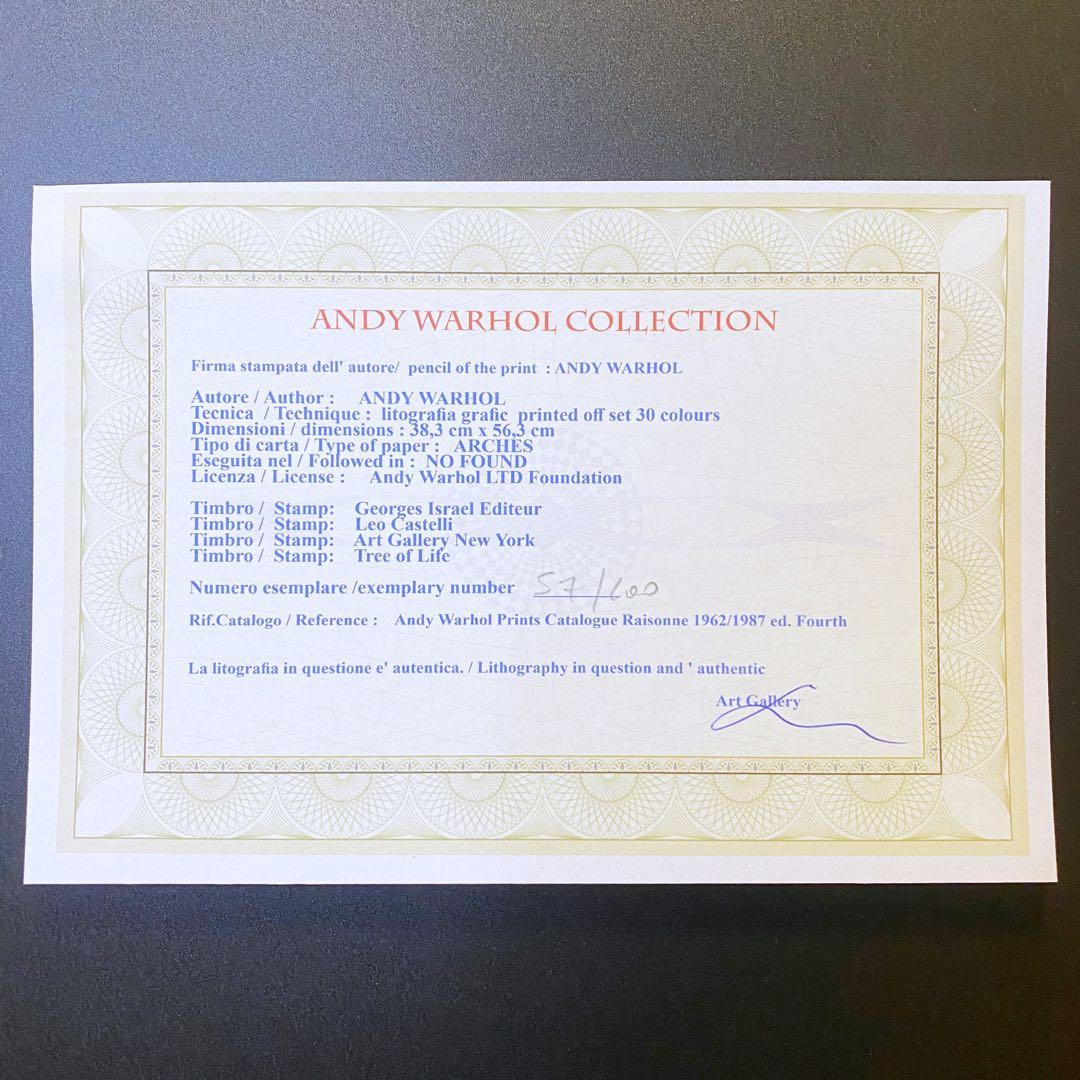 ANDY WARHOL COLLECTION
Firma stampata dell' autore/ pencil of the print : ANDY WARHOL
Autore / Author : ANDY WARHOL
Tecnica / Technique : litografia grafic printed off set 30 colours
Dimensioni / dimensions : 38,3 cm x 56,3 cm
Tipo di carta / Type of paper : ARCHES
Eseguita nel / Followed in : NO FOUND
Licenza / License : Andy Warhol LTD Foundation
Timbro / Stamp: Georges Israel Editeur
Timbro / Stamp: Leo Castelli
Timbro / Stamp: Art Gallery New York
Timbro / Stamp: Tree of Life
Numero esemplare /exemplary number 57/100
Rif.Catalogo / Reference : Andy Warhol Prints Catalogue Raisonne 1962/1987 ed. Fourth
La litografia in questione e' autentica. / Lithography in question and ' authentic
Art Gallery